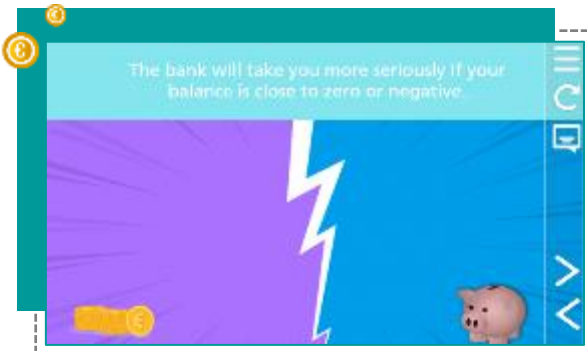 The bank will take you more seriously if your
balance is close to zero or negative.